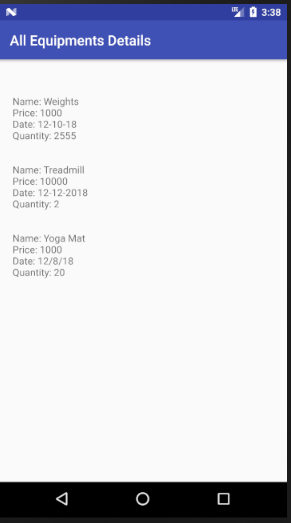 3:38
All Equipments Details
Name: Weights
Price: 1000
Date: 12-10-18
Quantity: 2555
Name: Treadmill
Price: 10000
Date: 12-12-2018
Quantity: 2
Name: Yoga Mat
Price: 1000
Date: 12/8/18
Quantity: 20